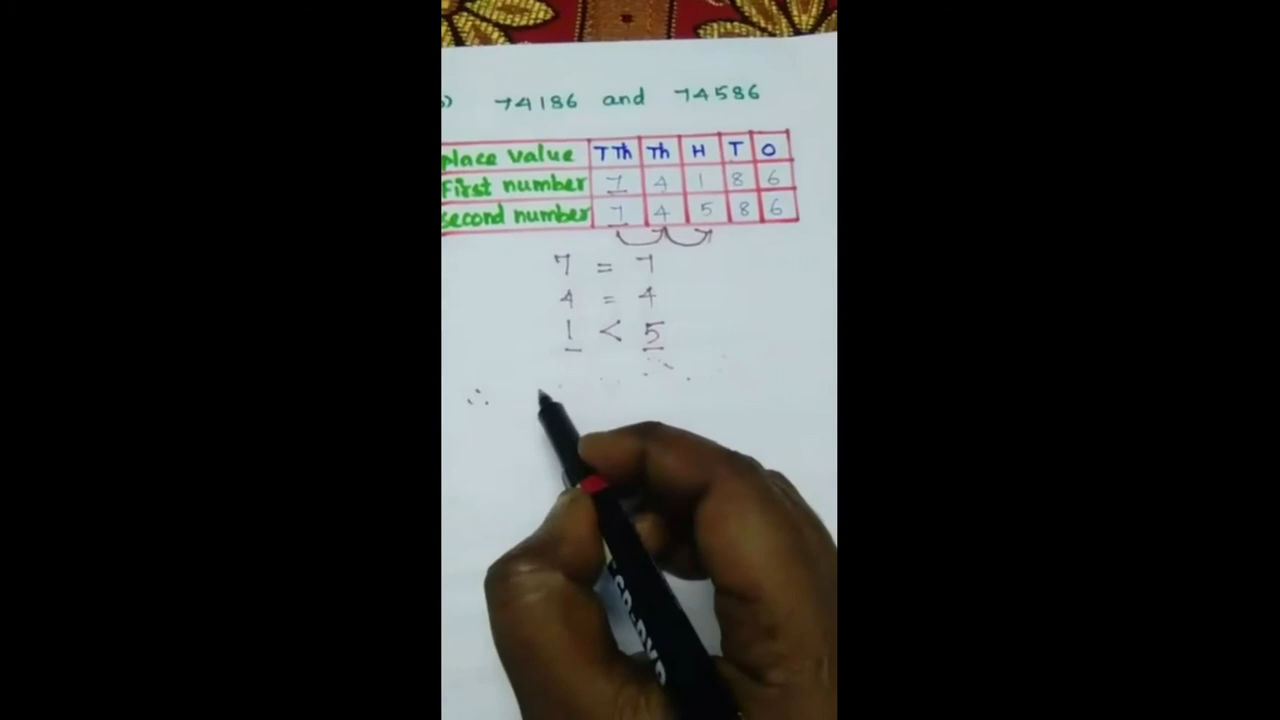 ) 74186 and 74586
place value TTh Th H T O
First number 7 4 1 8 6
second number 7 4 5 8 6
7 = 7
4 = 4
1 < 5
∴